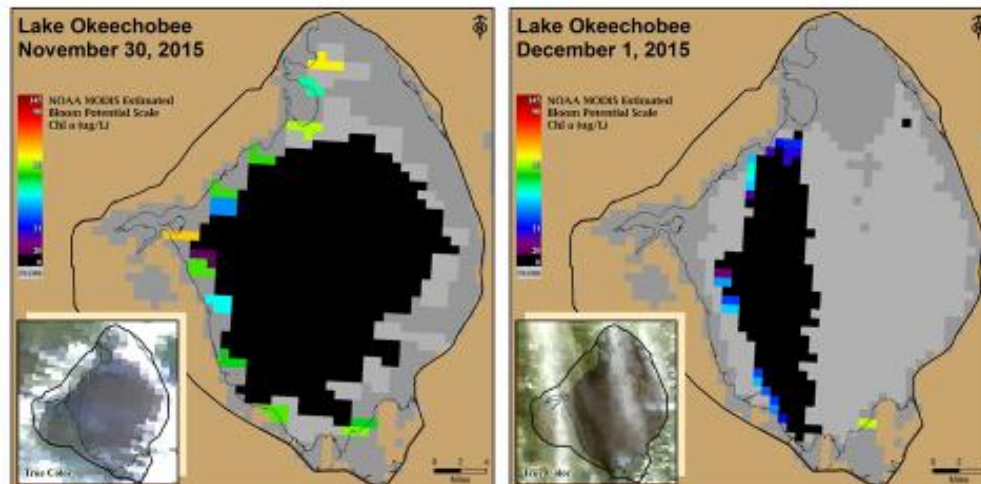 Lake Okeechobee
November 30, 2015
NOAA MODIS Estimated
Bloom Potential Scale
Chl a (ug/L)
True Color
Lake Okeechobee
December 1, 2015
NOAA MODIS Estimated
Bloom Potential Scale
Chl a (ug/L)
True Color